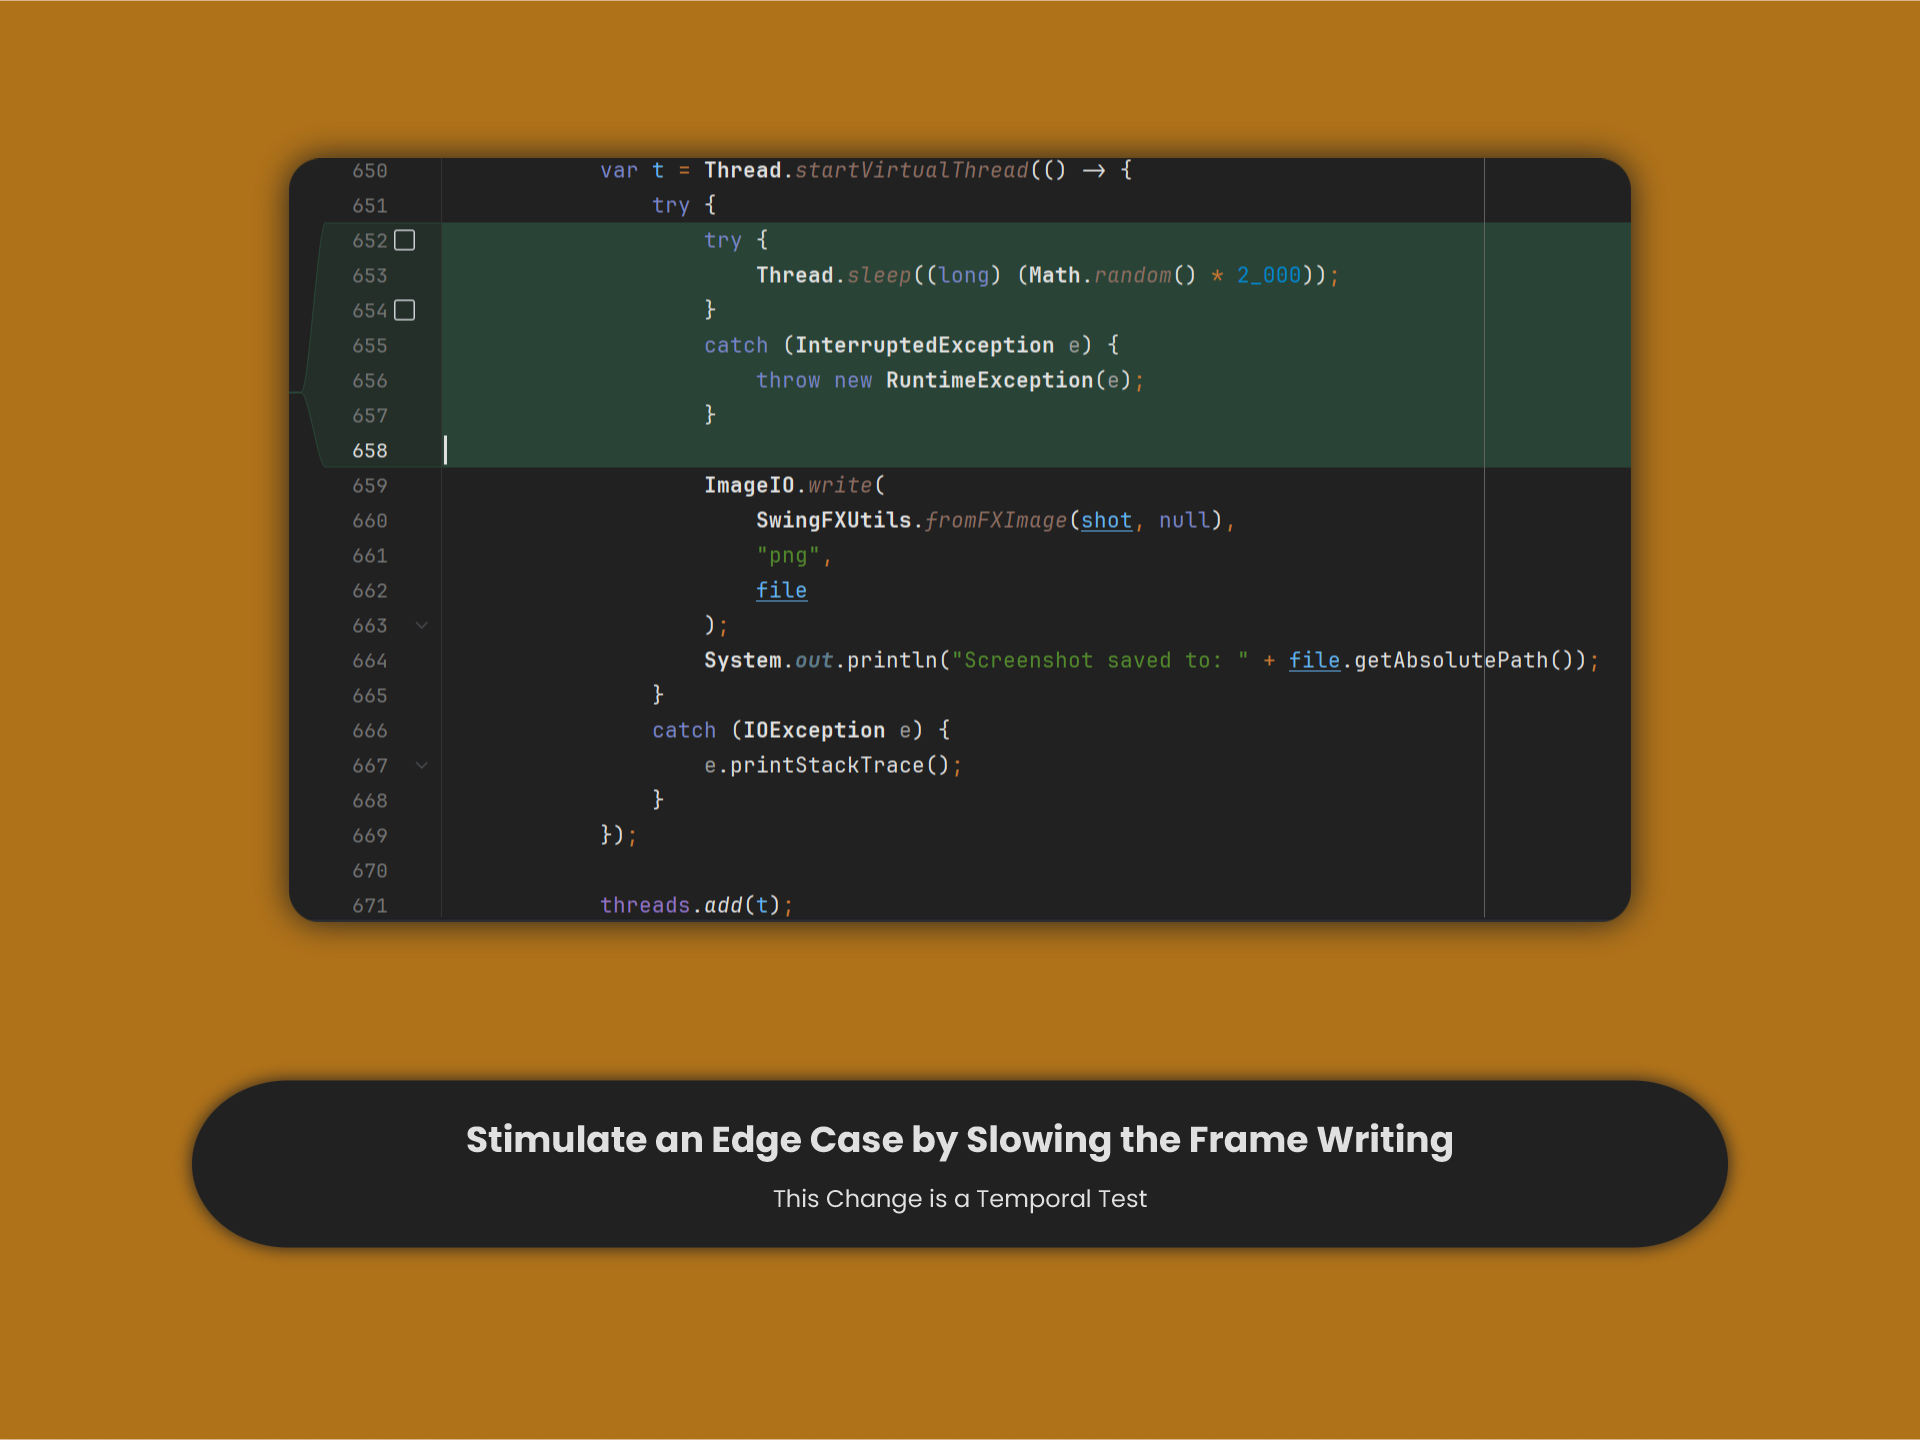 650 var t = Thread.startVirtualThread(() → {
651 try {
652 try {
653 Thread.sleep((long) (Math.random() * 2_000));
654 }
655 catch (InterruptedException e) {
656 throw new RuntimeException(e);
657 }
658
659 ImageIO.write(
660 SwingFXUtils.fromFXImage(shot, null),
661 "png",
662 file
663 );
664 System.out.println("Screenshot saved to: " + file.getAbsolutePath());
665 }
666 catch (IOException e) {
667 e.printStackTrace();
668 }
669 });
670
671 threads.add(t);
Stimulate an Edge Case by Slowing the Frame Writing
This Change is a Temporal Test